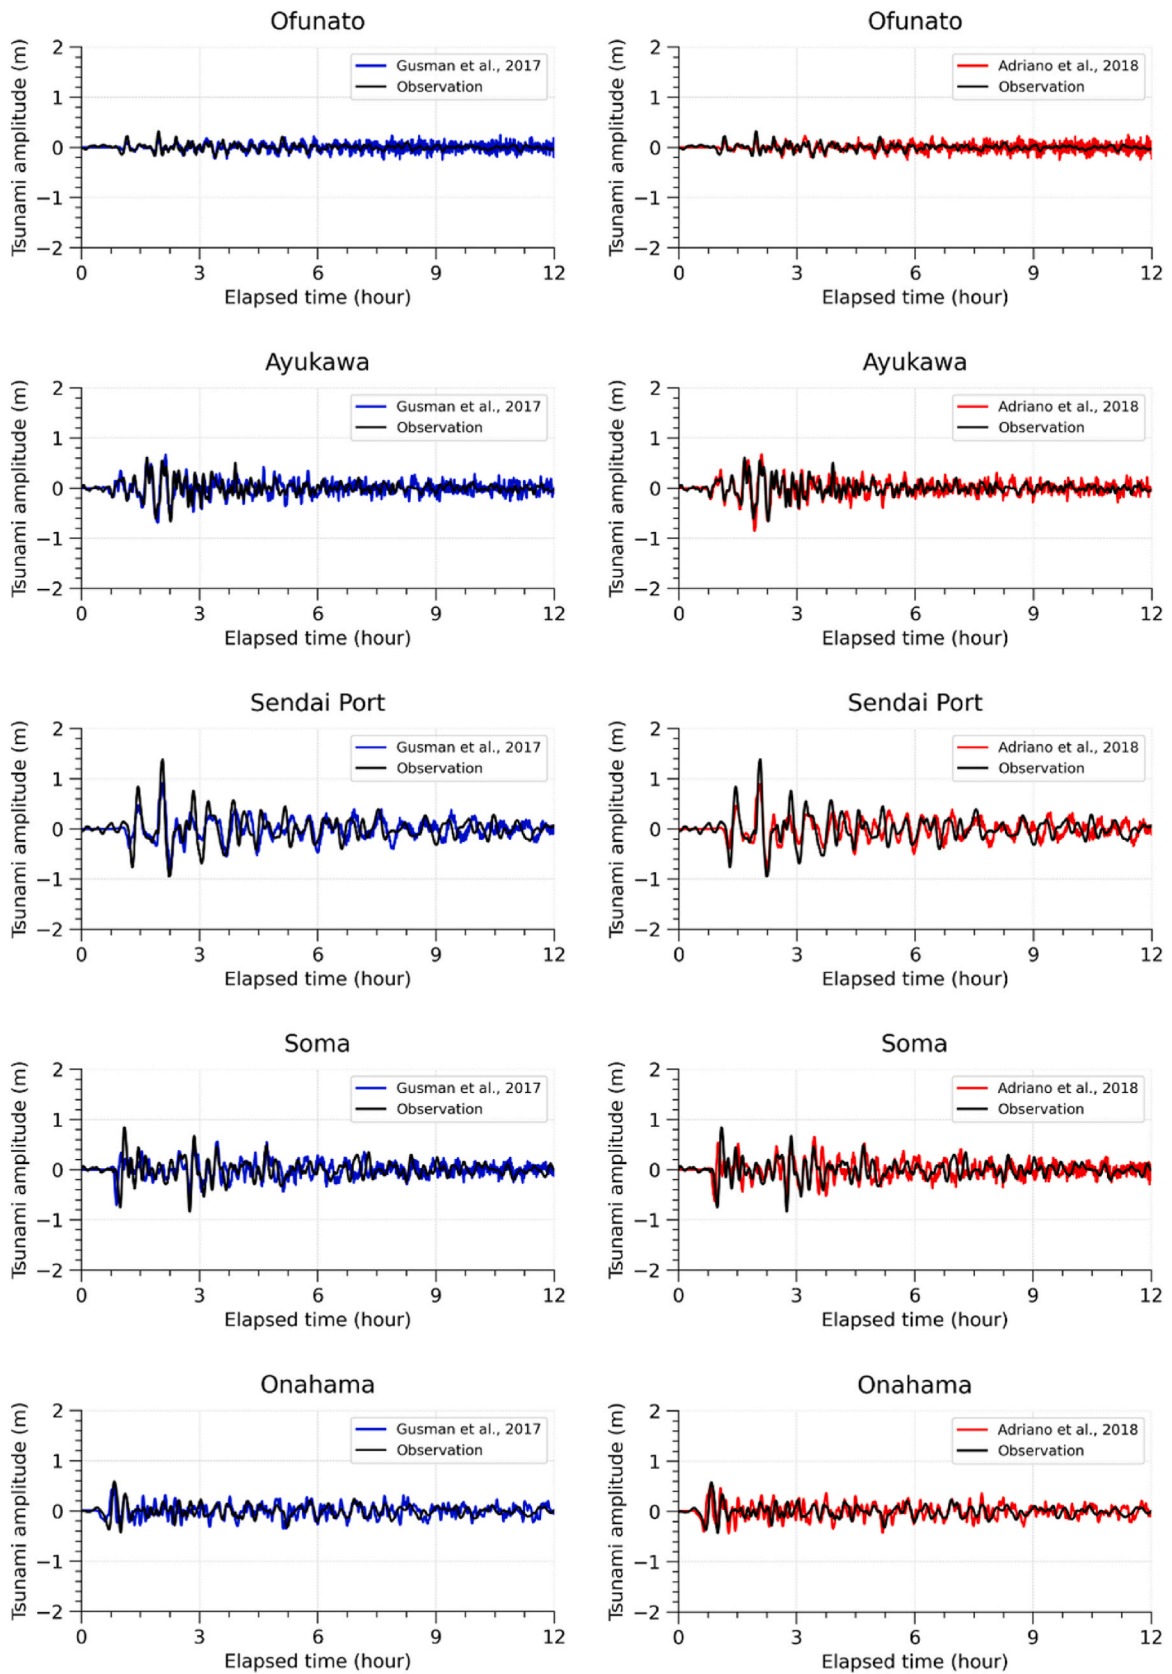 Ofunato
Ofunato
Tsunami amplitude (m)
2
1
0
−1
−2
Gusman et al., 2017
Observation
0 3 6 9 12
Elapsed time (hour)
Tsunami amplitude (m)
2
1
0
−1
−2
Adriano et al., 2018
Observation
0 3 6 9 12
Elapsed time (hour)
Ayukawa
Ayukawa
Tsunami amplitude (m)
2
1
0
−1
−2
Gusman et al., 2017
Observation
0 3 6 9 12
Elapsed time (hour)
Tsunami amplitude (m)
2
1
0
−1
−2
Adriano et al., 2018
Observation
0 3 6 9 12
Elapsed time (hour)
Sendai Port
Sendai Port
Tsunami amplitude (m)
2
1
0
−1
−2
Gusman et al., 2017
Observation
0 3 6 9 12
Elapsed time (hour)
Tsunami amplitude (m)
2
1
0
−1
−2
Adriano et al., 2018
Observation
0 3 6 9 12
Elapsed time (hour)
Soma
Soma
Tsunami amplitude (m)
2
1
0
−1
−2
Gusman et al., 2017
Observation
0 3 6 9 12
Elapsed time (hour)
Tsunami amplitude (m)
2
1
0
−1
−2
Adriano et al., 2018
Observation
0 3 6 9 12
Elapsed time (hour)
Onahama
Onahama
Tsunami amplitude (m)
2
1
0
−1
−2
Gusman et al., 2017
Observation
0 3 6 9 12
Elapsed time (hour)
Tsunami amplitude (m)
2
1
0
−1
−2
Adriano et al., 2018
Observation
0 3 6 9 12
Elapsed time (hour)